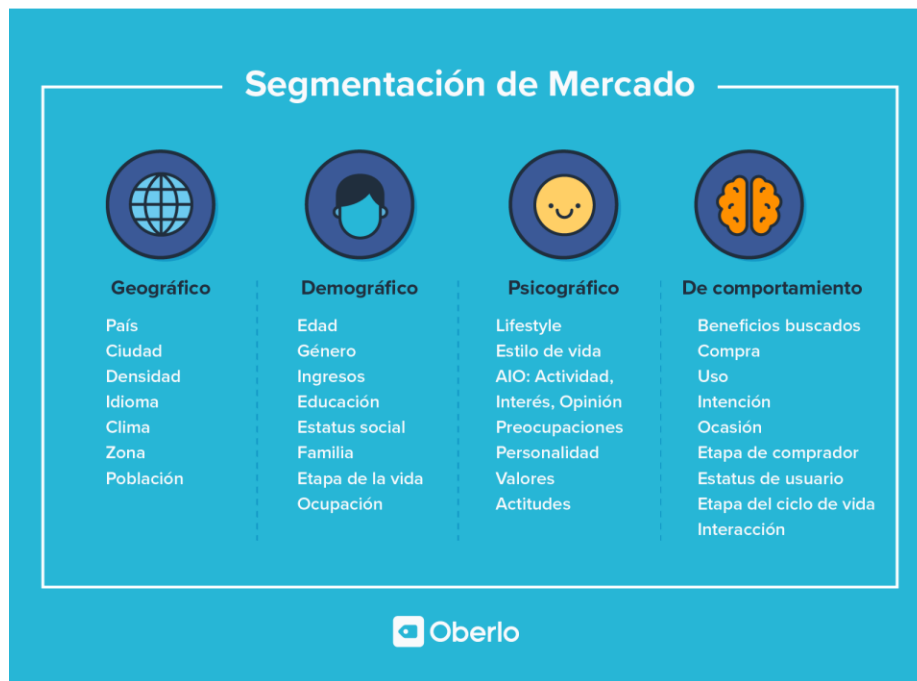 Segmentación de Mercado
Geográfico
País
Ciudad
Densidad
Idioma
Clima
Zona
Población
Demográfico
Edad
Género
Ingresos
Educación
Estatus social
Familia
Etapa de la vida
Ocupación
Psicográfico
Lifestyle
Estilo de vida
AIO: Actividad,
Interés, Opinión
Preocupaciones
Personalidad
Valores
Actitudes
De comportamiento
Beneficios buscados
Compra
Uso
Intención
Ocasión
Etapa de comprador
Estatus de usuario
Etapa del ciclo de vida
Interacción
Oberlo